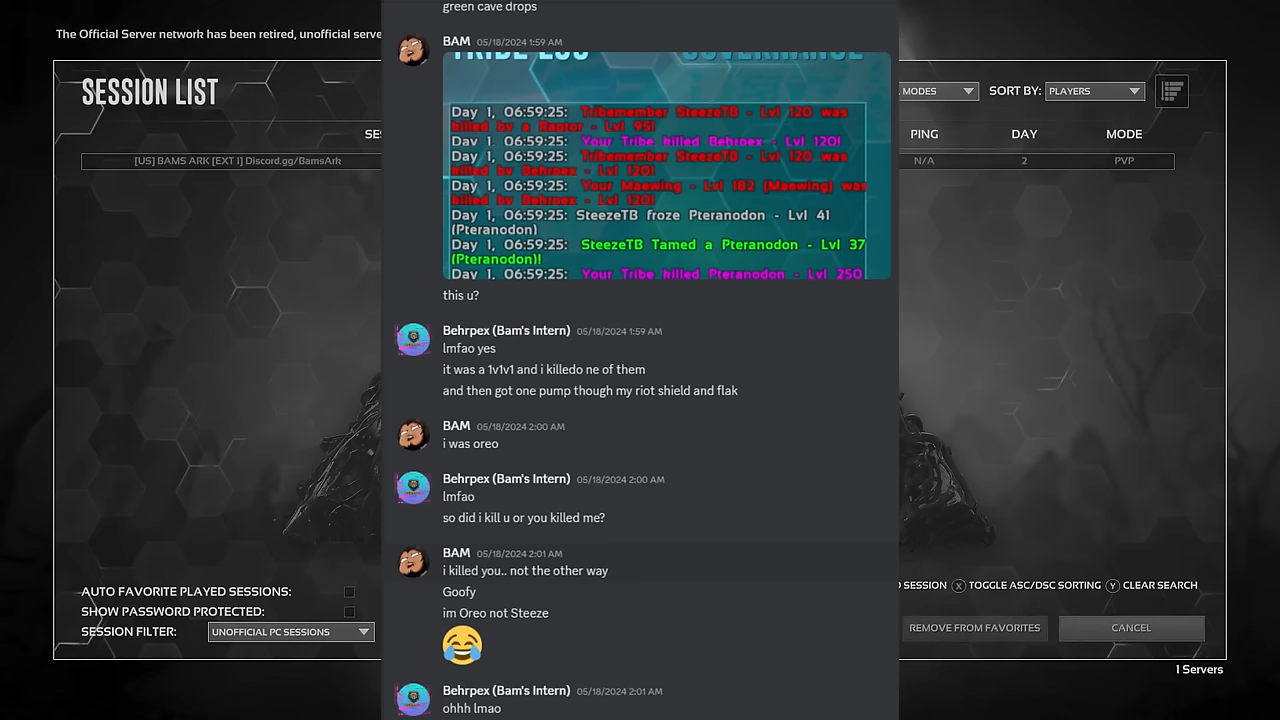 The Official Server network has been retired, unofficial serve
SESSION LIST
MODES
SORT BY:
PLAYERS
SE
PING
DAY
MODE
[US] BAMS ARK [EXT 1] Discord.gg/BamsArk
N/A
2
PVP
green cave drops
BAM 05/18/2024 1:59 AM
TRIBE LOG GOVERNANCE
Day 1, 06:59:25: Tribemember SteezeTB - Lvl 120 was
killed by a Raptor - Lvl 95!
Day 1, 06:59:25: Your Tribe killed Behrpex - Lvl 120!
Day 1, 06:59:25: Tribemember SteezeTB - Lvl 120 was
killed by Behrpex - Lvl 120!
Day 1, 06:59:25: Your Maewing - Lvl 182 (Maewing) was
killed by Behrpex - Lvl 120!
Day 1, 06:59:25: SteezeTB froze Pteranodon - Lvl 41
(Pteranodon)
Day 1, 06:59:25: SteezeTB Tamed a Pteranodon - Lvl 37
(Pteranodon)!
Day 1, 06:59:25: Your Tribe killed Pteranodon - Lvl 250
this u?
Behrpex (Bam's Intern) 05/18/2024 1:59 AM
lmfao yes
it was a 1v1v1 and i killedo ne of them
and then got one pump though my riot shield and flak
BAM 05/18/2024 2:00 AM
i was oreo
Behrpex (Bam's Intern) 05/18/2024 2:00 AM
lmfao
so did i kill u or you killed me?
BAM 05/18/2024 2:01 AM
i killed you.. not the other way
Goofy
im Oreo not Steeze
Behrpex (Bam's Intern) 05/18/2024 2:01 AM
ohhh lmao
AUTO FAVORITE PLAYED SESSIONS:
SHOW PASSWORD PROTECTED:
SESSION FILTER:
UNOFFICIAL PC SESSIONS
SESSION X TOGGLE ASC/DSC SORTING Y CLEAR SEARCH
REMOVE FROM FAVORITES
CANCEL
1 Servers